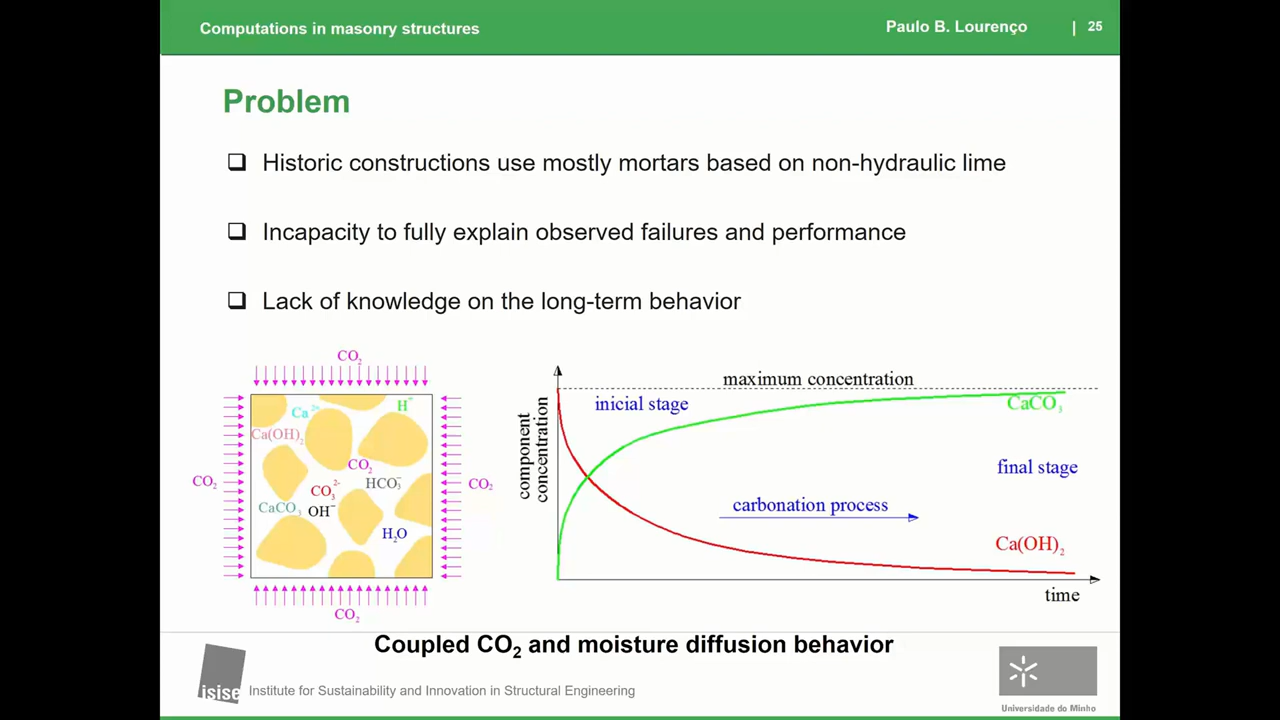 Computations in masonry structures
Paulo B. Lourenço | 25
Problem
Historic constructions use mostly mortars based on non-hydraulic lime
Incapacity to fully explain observed failures and performance
Lack of knowledge on the long-term behavior
CO₂
Ca²⁺
H⁺
Ca(OH)₂
CO₂
CO₂
CO₂
CO₃²⁻
HCO₃⁻
CaCO₃
OH⁻
H₂O
CO₂
component
concentration
maximum concentration
inicial stage
CaCO₃
final stage
carbonation process
Ca(OH)₂
time
Coupled CO₂ and moisture diffusion behavior
isise
Institute for Sustainability and Innovation in Structural Engineering
Universidade do Minho